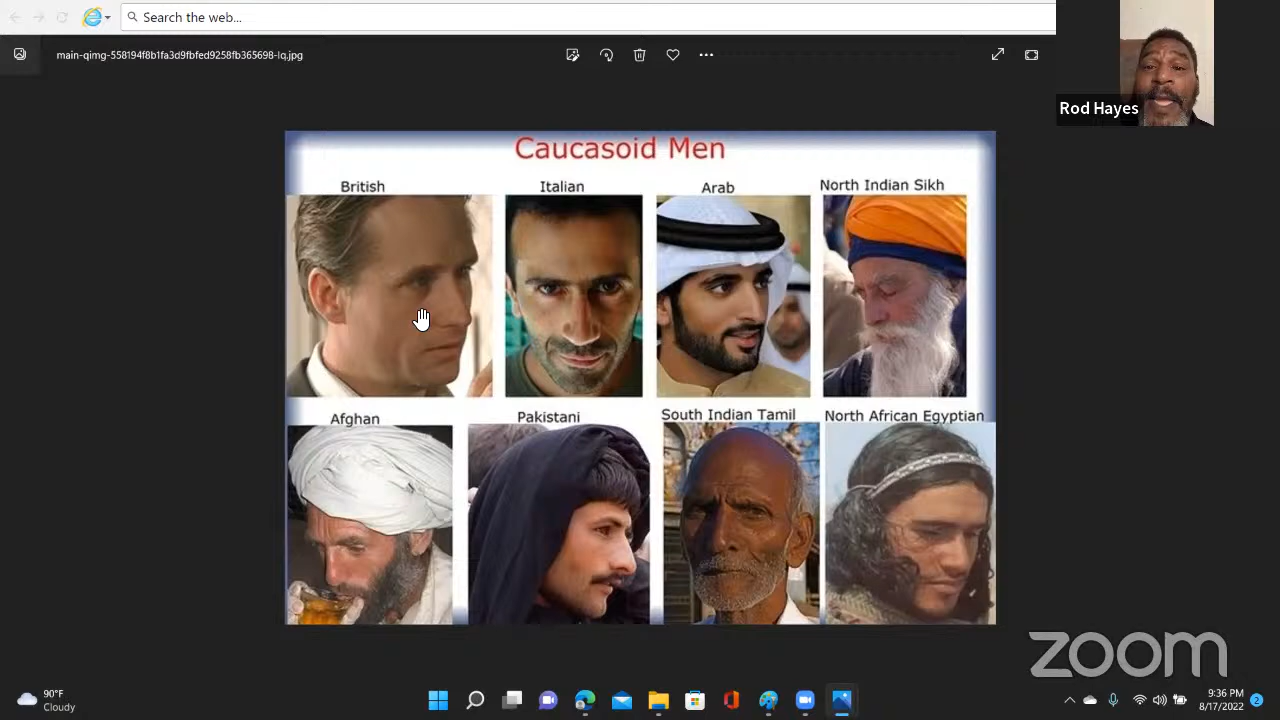 Search the web...
main-qimg-558194f8b1fa3d9fbfed9258fb365698-lq.jpg
Rod Hayes
Caucasoid Men
British
Italian
Arab
North Indian Sikh
Afghan
Pakistani
South Indian Tamil
North African Egyptian
zoom
90°F
Cloudy
9:36 PM
8/17/2022
2